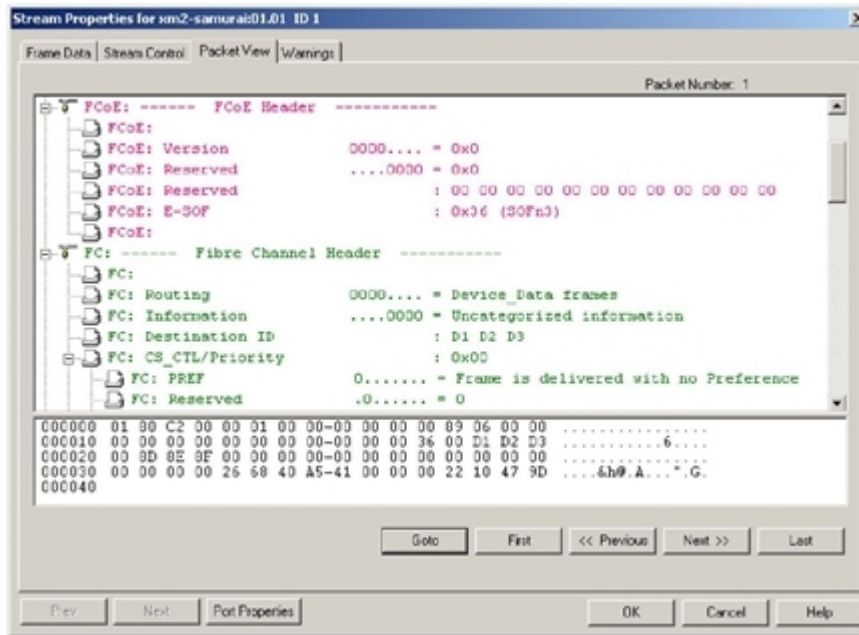 Stream Properties for xm2-samurai:01.01 ID 1
Frame Data Stream Control Packet View Warnings
Packet Number: 1
FCoE: ------ FCoE Header -----------
FCoE:
FCoE: Version 0000.... = 0x0
FCoE: Reserved ....0000 = 0x0
FCoE: Reserved : 00 00 00 00 00 00 00 00 00 00 00 00
FCoE: E-SOF : 0x36 (SOFn3)
FCoE:
FC: ------ Fibre Channel Header -----------
FC:
FC: Routing 0000.... = Device_Data frames
FC: Information ....0000 = Uncategorized information
FC: Destination ID : D1 D2 D3
FC: CS_CTL/Priority : 0x00
FC: PREF 0....... = Frame is delivered with no Preference
FC: Reserved .0...... = 0
000000 01 80 C2 00 00 01 00 00-00 00 00 00 89 06 00 00 ................
000010 00 00 00 00 00 00 00 00-00 00 00 36 00 D1 D2 D3 ...........6....
000020 00 8D 8E 8F 00 00 00 00-00 00 00 00 00 00 00 00 ................
000030 00 00 00 00 26 68 40 A5-41 00 00 00 22 10 47 9D ....&h@.A...".G.
000040
Goto First << Previous Next >> Last
Prev Next Port Properties OK Cancel Help